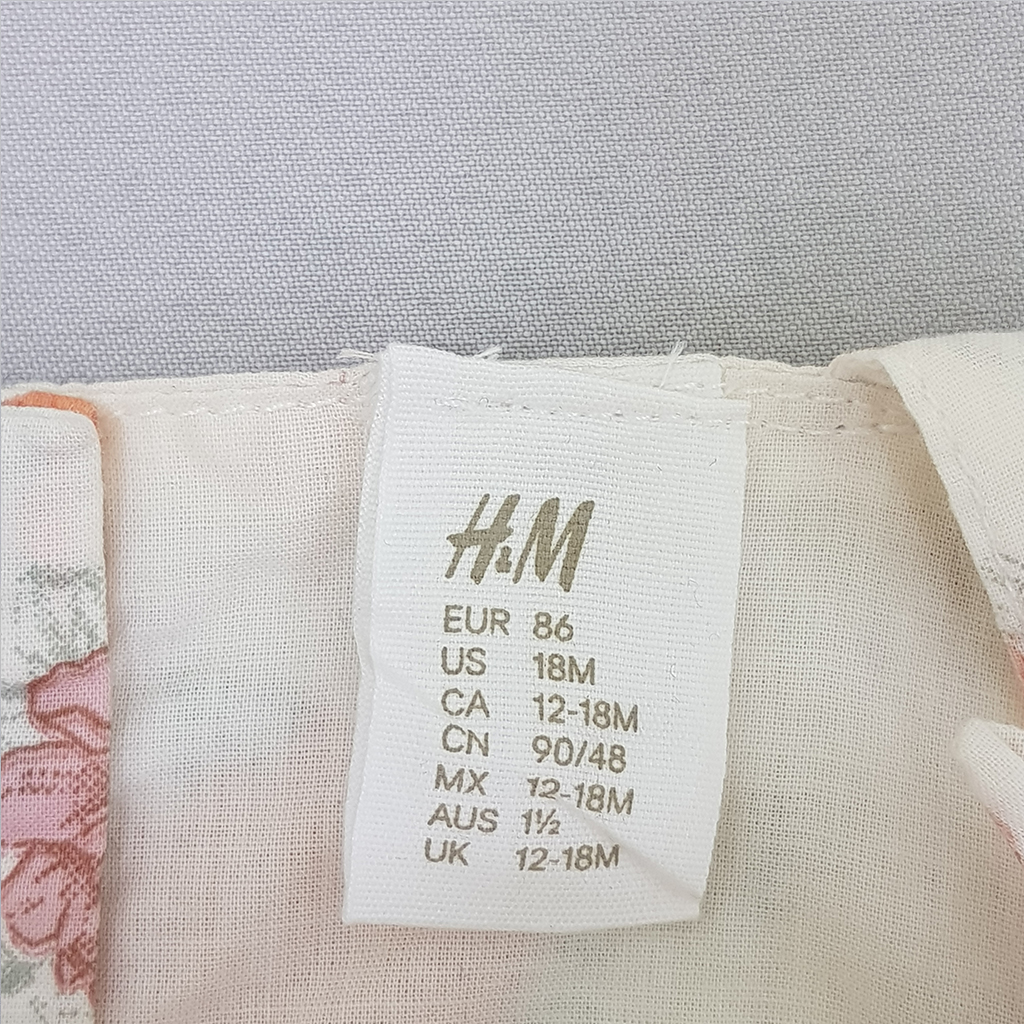 H&M
EUR 86
US 18M
CA 12-18M
CN 90/48
MX 12-18M
AUS 1½
UK 12-18M